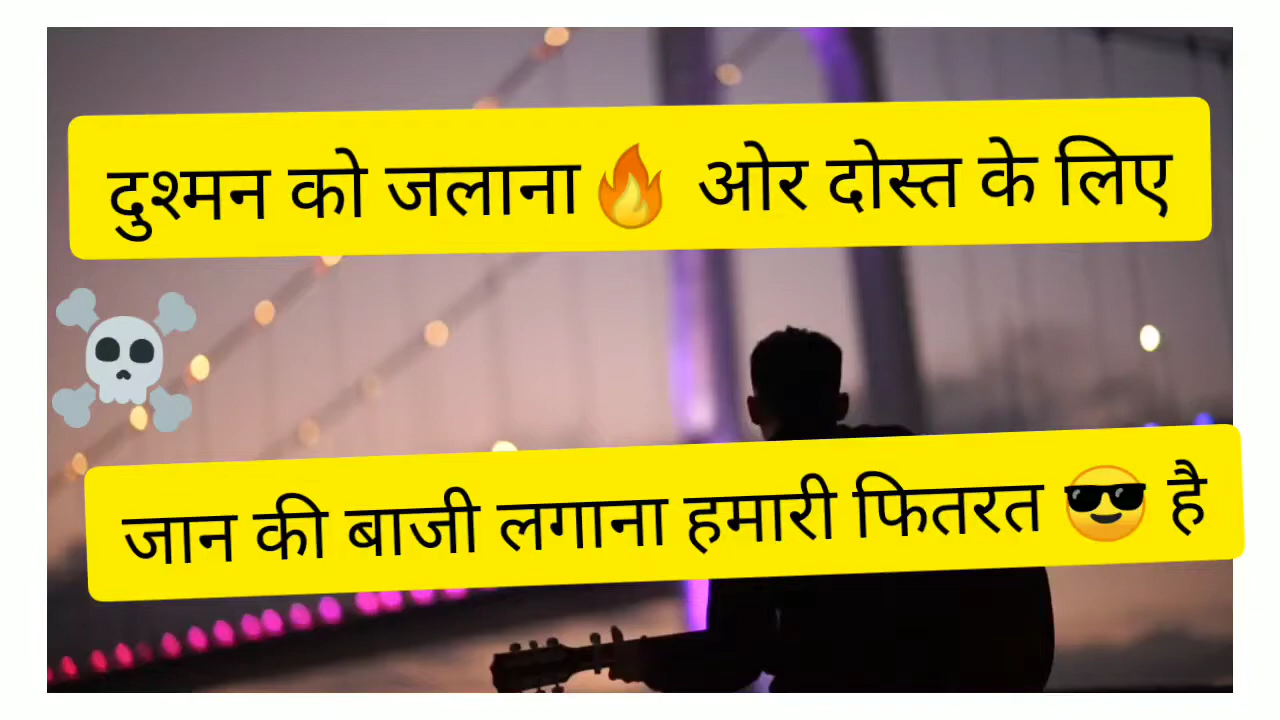 दुश्मन को जलाना🔥 ओर दोस्त के लिए
जान की बाजी लगाना हमारी फितरत 😎 है